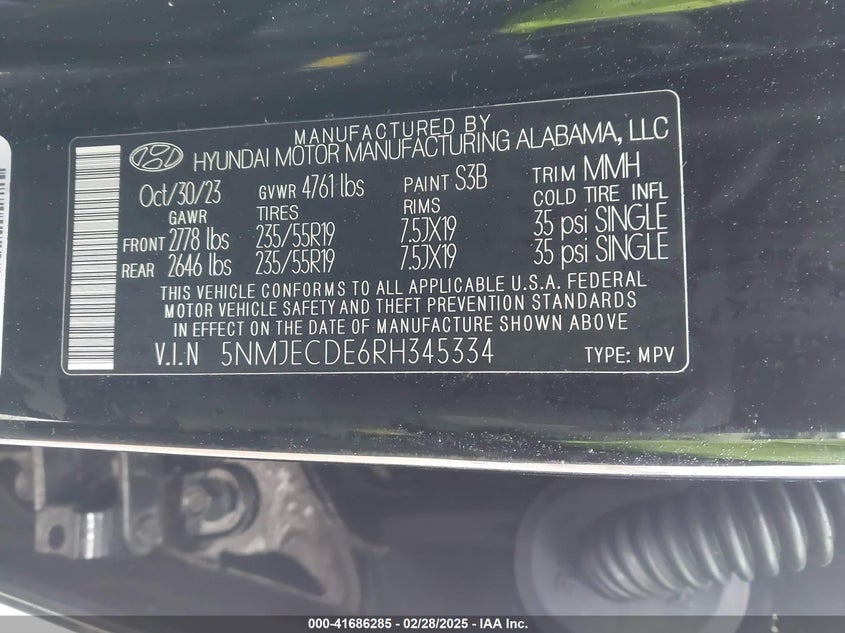 MANUFACTURED BY
HYUNDAI MOTOR MANUFACTURING ALABAMA, LLC
Oct/30/23 GVWR 4761 lbs PAINT S3B TRIM MMH
GAWR TIRES RIMS COLD TIRE INFL
FRONT 2778 lbs 235/55R19 7.5JX19 35 psi SINGLE
REAR 2646 lbs 235/55R19 7.5JX19 35 psi SINGLE
THIS VEHICLE CONFORMS TO ALL APPLICABLE U.S.A. FEDERAL
MOTOR VEHICLE SAFETY AND THEFT PREVENTION STANDARDS
IN EFFECT ON THE DATE OF MANUFACTURE SHOWN ABOVE
V.I.N 5NMJECDE6RH345334 TYPE: MPV
000-41686285 - 02/28/2025 - IAA Inc.